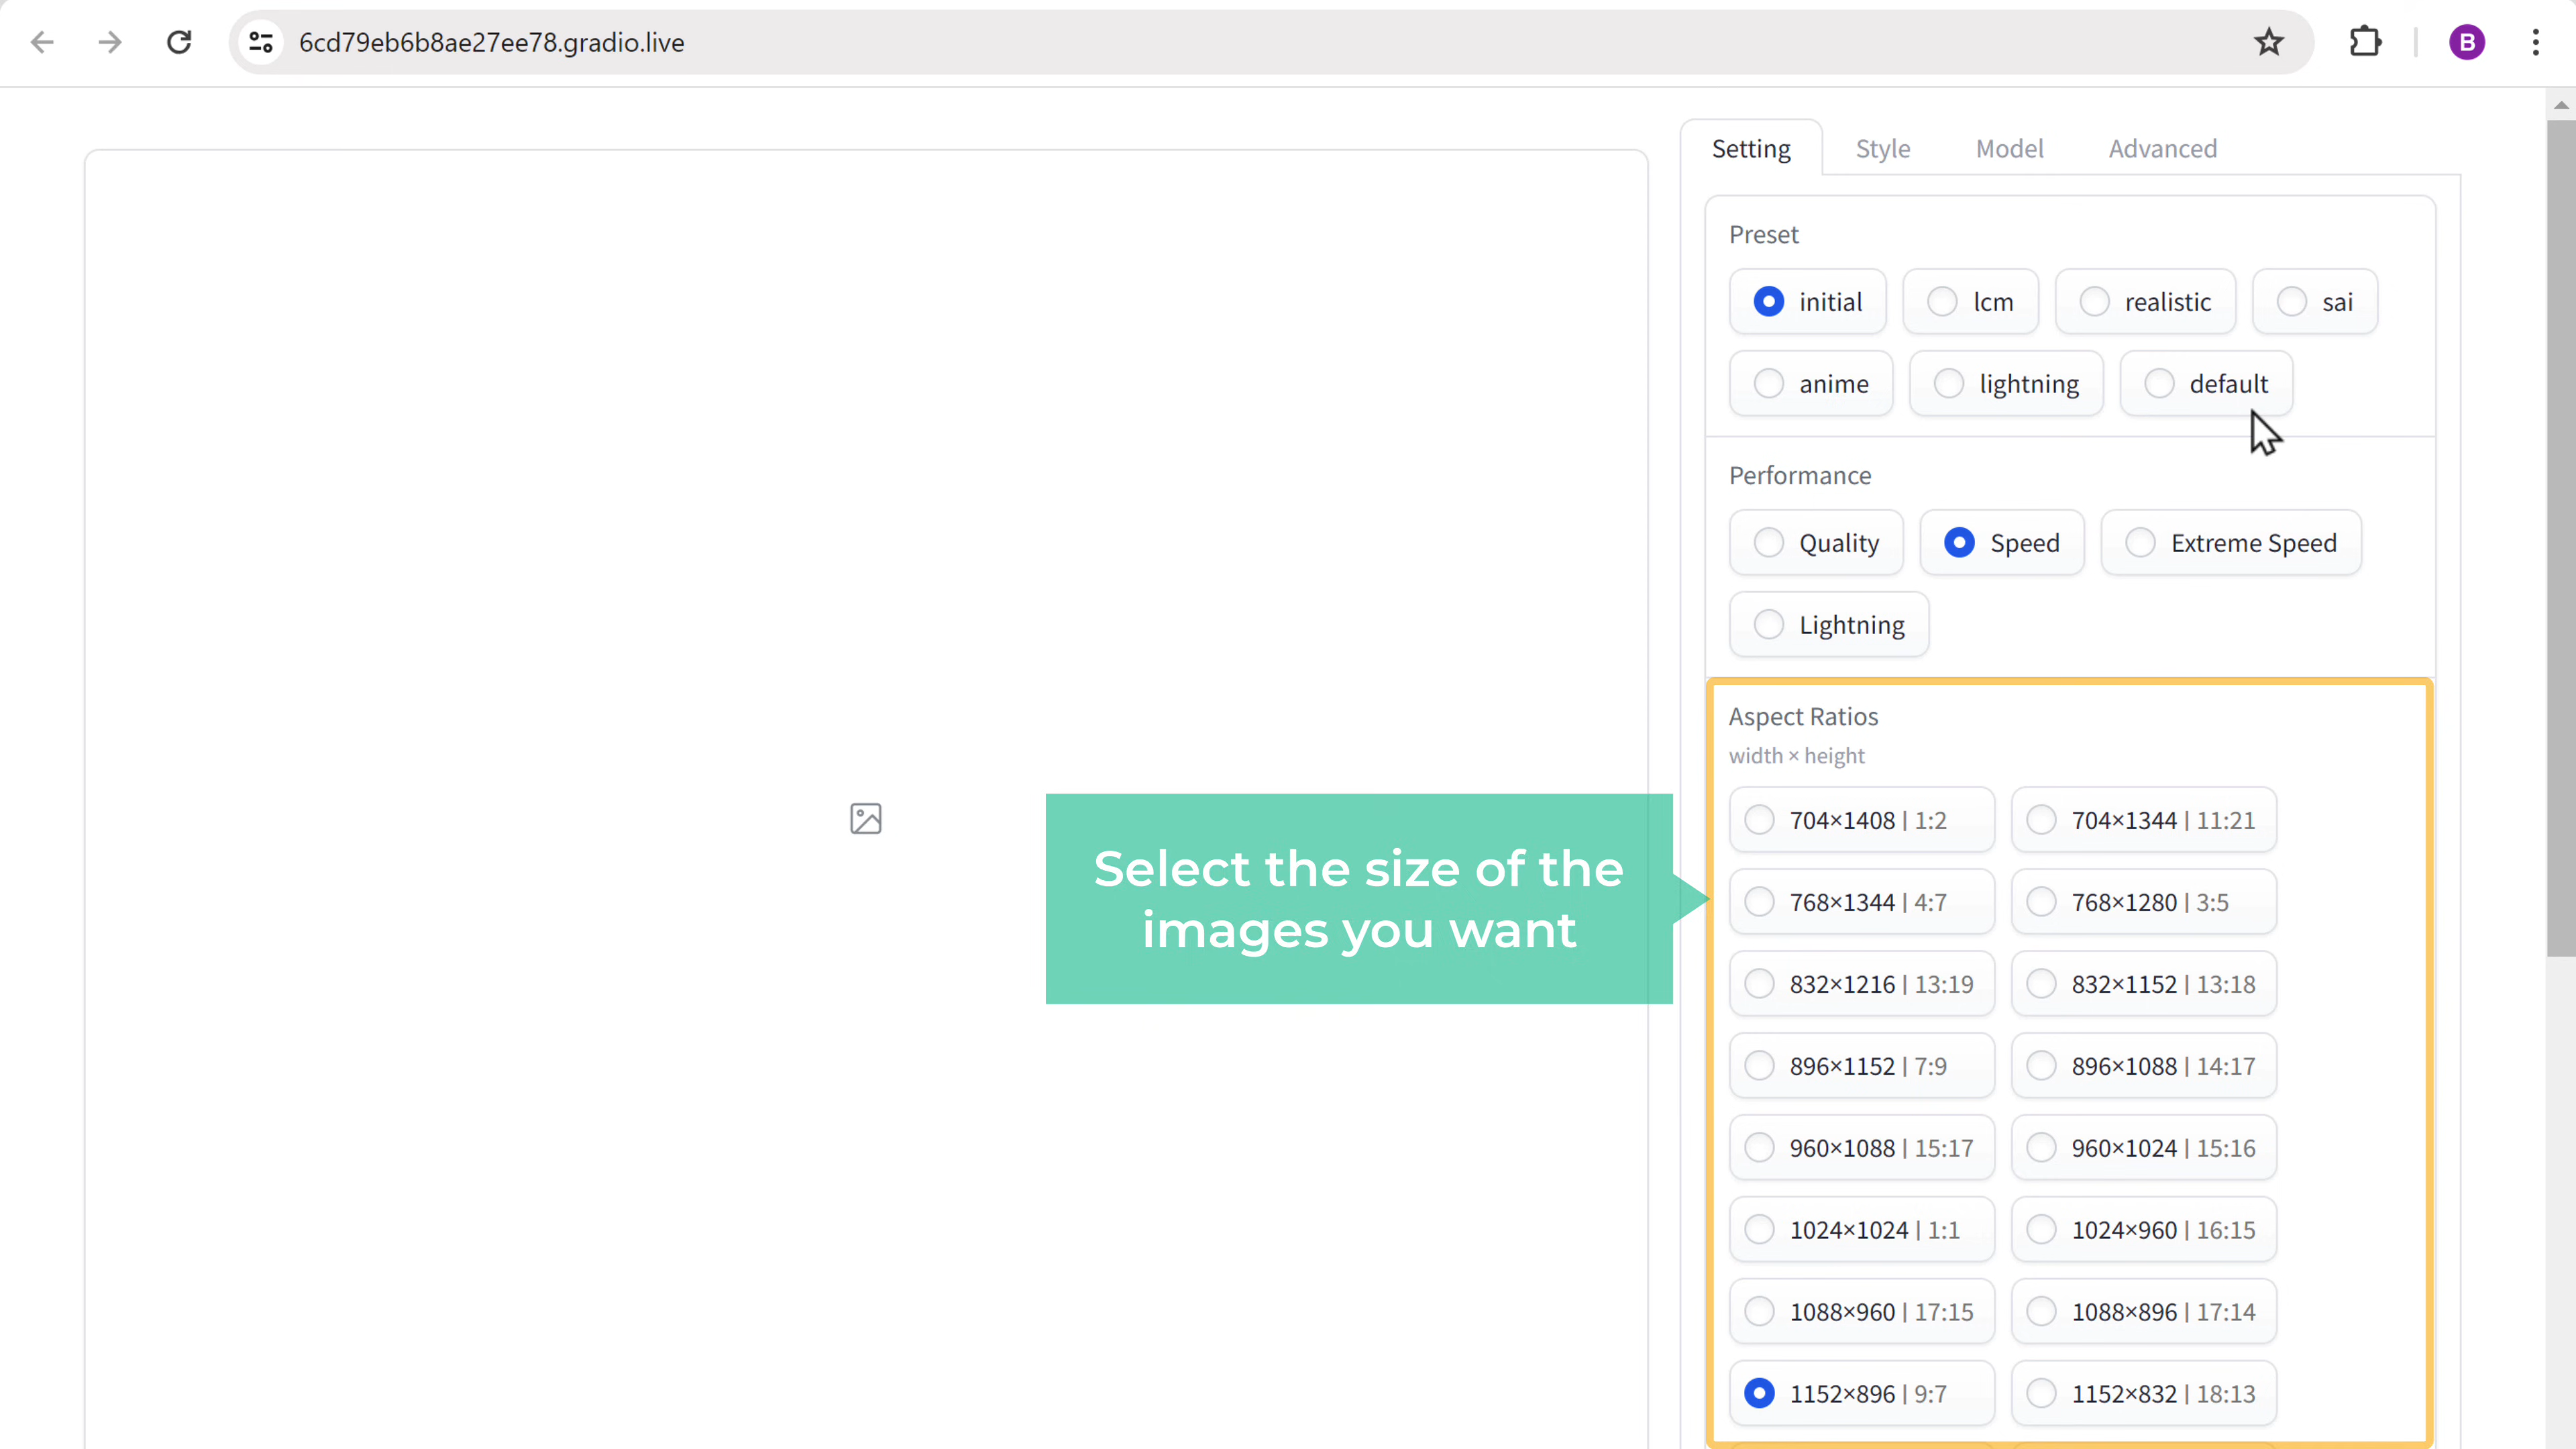 6cd79eb6b8ae27ee78.gradio.live
B
Setting Style Model Advanced
Preset
initial lcm realistic sai
anime lightning default
Performance
Quality Speed Extreme Speed
Lightning
Aspect Ratios
width × height
704×1408 | 1:2 704×1344 | 11:21
768×1344 | 4:7 768×1280 | 3:5
832×1216 | 13:19 832×1152 | 13:18
896×1152 | 7:9 896×1088 | 14:17
960×1088 | 15:17 960×1024 | 15:16
1024×1024 | 1:1 1024×960 | 16:15
1088×960 | 17:15 1088×896 | 17:14
1152×896 | 9:7 1152×832 | 18:13
Select the size of the
images you want